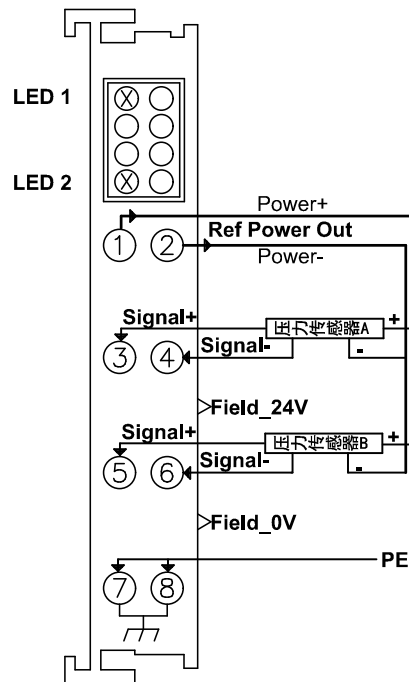 LED 1
LED 2
Power+
① ② Ref Power Out
Power-
Signal+ 压力传感器A +
③ ④ Signal- -
Field_24V
Signal+ 压力传感器B +
⑤ ⑥ Signal- -
Field_0V
PE
⑦ ⑧